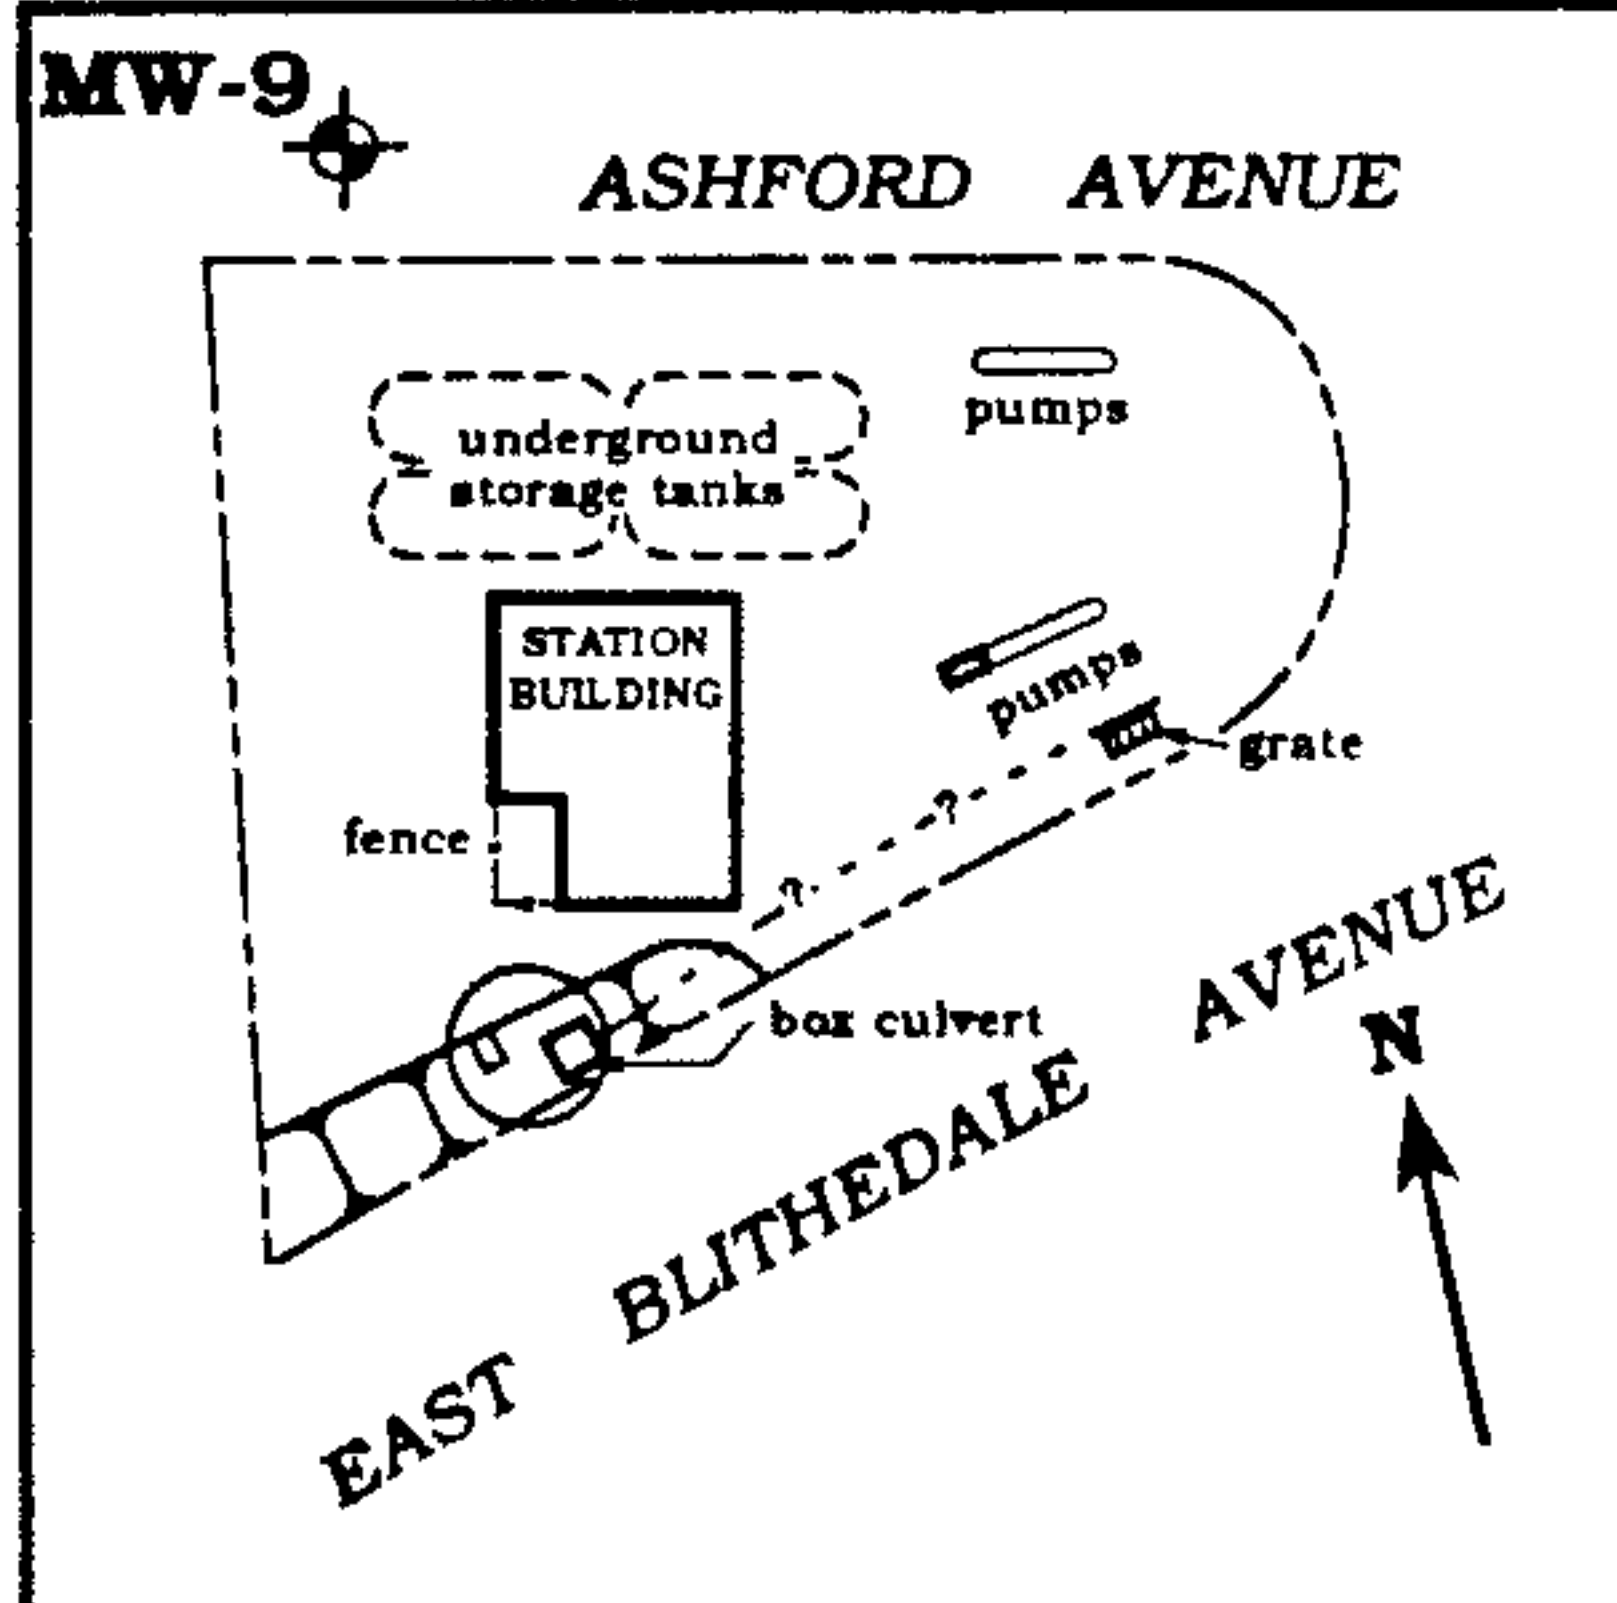 MW-9
ASHFORD AVENUE
pumps
underground
storage tanks
STATION
BUILDING
pumps
grate
?
?
fence
box culvert
N
EAST BLITHEDALE AVENUE